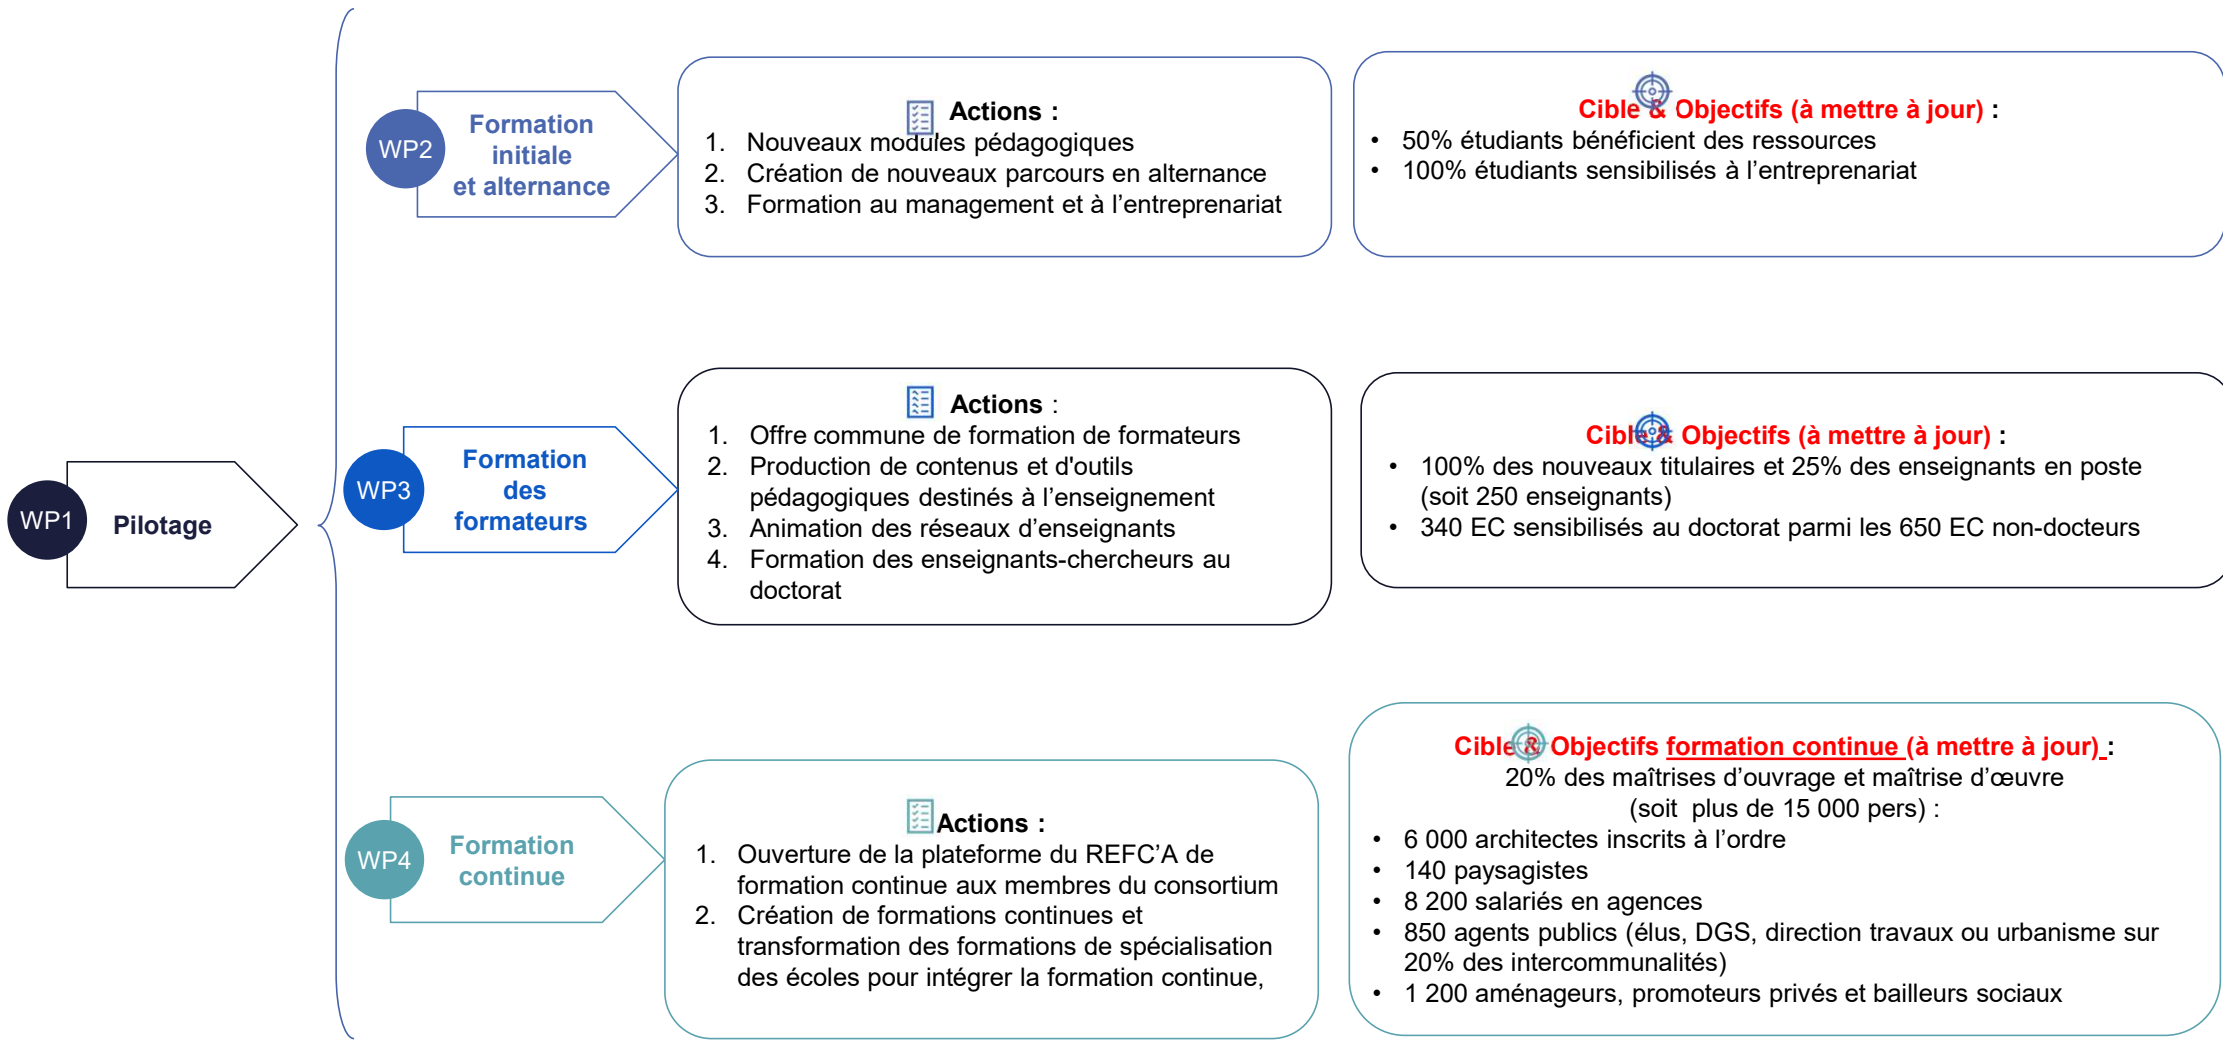 WP1
Pilotage
WP2
Formation
initiale
et alternance
Actions :
1. Nouveaux modules pédagogiques
2. Création de nouveaux parcours en alternance
3. Formation au management et à l’entreprenariat
Cible & Objectifs (à mettre à jour) :
• 50% étudiants bénéficient des ressources
• 100% étudiants sensibilisés à l’entreprenariat
WP3
Formation
des
formateurs
Actions :
1. Offre commune de formation de formateurs
2. Production de contenus et d'outils
pédagogiques destinés à l’enseignement
3. Animation des réseaux d’enseignants
4. Formation des enseignants-chercheurs au
doctorat
Cible & Objectifs (à mettre à jour) :
• 100% des nouveaux titulaires et 25% des enseignants en poste
(soit 250 enseignants)
• 340 EC sensibilisés au doctorat parmi les 650 EC non-docteurs
WP4
Formation
continue
Actions :
1. Ouverture de la plateforme du REFC’A de
formation continue aux membres du consortium
2. Création de formations continues et
transformation des formations de spécialisation
des écoles pour intégrer la formation continue,
Cible & Objectifs formation continue (à mettre à jour) :
20% des maîtrises d’ouvrage et maîtrise d’œuvre
(soit plus de 15 000 pers) :
• 6 000 architectes inscrits à l’ordre
• 140 paysagistes
• 8 200 salariés en agences
• 850 agents publics (élus, DGS, direction travaux ou urbanisme sur
20% des intercommunalités)
• 1 200 aménageurs, promoteurs privés et bailleurs sociaux